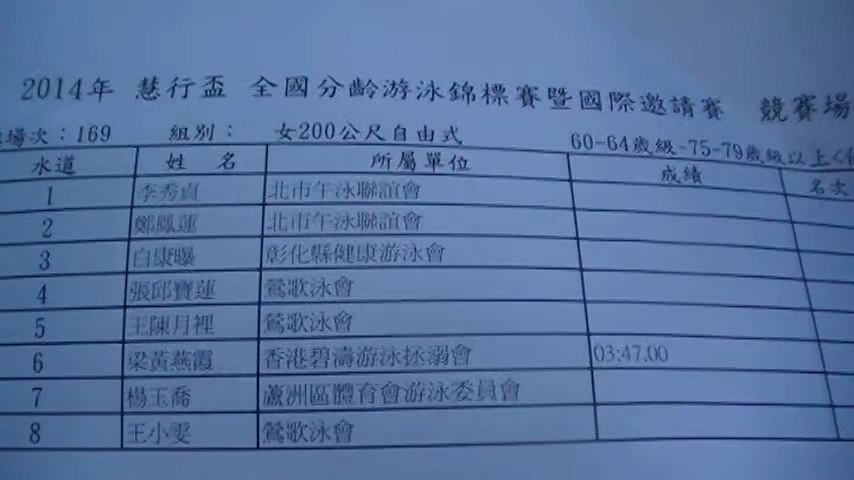 2014年 慧行盃 全國分齡游泳錦標賽暨國際邀請賽 競賽場
場次：169 組別： 女200公尺自由式 60-64歲級~75-79歲級以上
水道 姓名 所屬單位 成績 名次
1 李秀貞 北市午泳聯誼會
2 鄭鳳蓮 北市午泳聯誼會
3 白康曝 彰化縣健康游泳會
4 張邱寶蓮 鶯歌泳會
5 王陳月裡 鶯歌泳會
6 梁黃燕霞 香港碧濤游泳拯溺會 03:47.00
7 楊玉喬 蘆洲區體育會游泳委員會
8 王小雯 鶯歌泳會